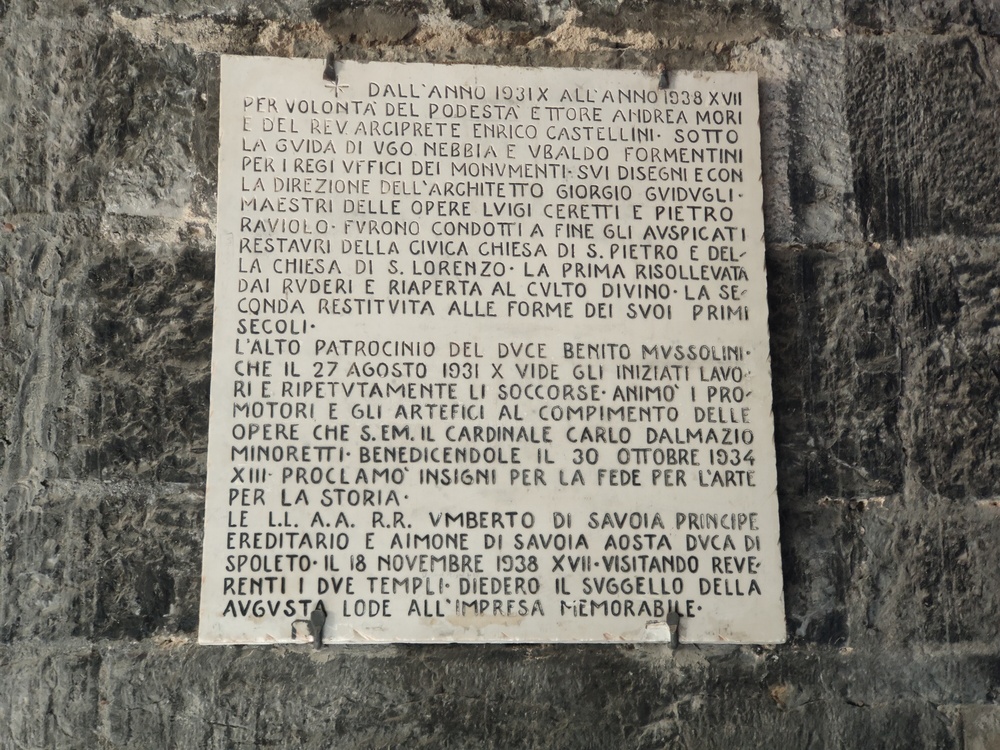 DALL'ANNO 1931 X ALL'ANNO 1938 XVII
PER VOLONTA' DEL PODESTA' ETTORE ANDREA MORI
E DEL REV. ARCIPRETE ENRICO CASTELLINI· SOTTO
LA GVIDA DI VGO NEBBIA E VBALDO FORMENTINI
PER I REGI VFFICI DEI MONVMENTI· SVI DISEGNI E CON
LA DIREZIONE DELL'ARCHITETTO GIORGIO GVIDVGLI·
MAESTRI DELLE OPERE LVIGI CERETTI E PIETRO
RAVIOLO· FVRONO CONDOTTI A FINE GLI AVSPICATI
RESTAVRI DELLA CIVICA CHIESA DI S. PIETRO E DEL-
LA CHIESA DI S. LORENZO· LA PRIMA RISOLLEVATA
DAI RVDERI E RIAPERTA AL CVLTO DIVINO· LA SE-
CONDA RESTITVITA ALLE FORME DEI SVOI PRIMI
SECOLI·
L'ALTO PATROCINIO DEL DVCE BENITO MVSSOLINI·
CHE IL 27 AGOSTO 1931 X VIDE GLI INIZIATI LAVO-
RI E RIPETVTAMENTE LI SOCCORSE· ANIMO' I PRO-
MOTORI E GLI ARTEFICI AL COMPIMENTO DELLE
OPERE CHE S. EM. IL CARDINALE CARLO DALMAZIO
MINORETTI· BENEDICENDOLE IL 30 OTTOBRE 1934
XIII· PROCLAMO' INSIGNI PER LA FEDE PER L'ARTE
PER LA STORIA·
LE L.L. A.A. R.R. VMBERTO DI SAVOIA PRINCIPE
EREDITARIO E AIMONE DI SAVOIA AOSTA DVCA DI
SPOLETO· IL 18 NOVEMBRE 1938 XVII· VISITANDO REVE-
RENTI I DVE TEMPLI· DIEDERO IL SVGGELLO DELLA
AVGVSTA LODE ALL'IMPRESA MEMORABILE·